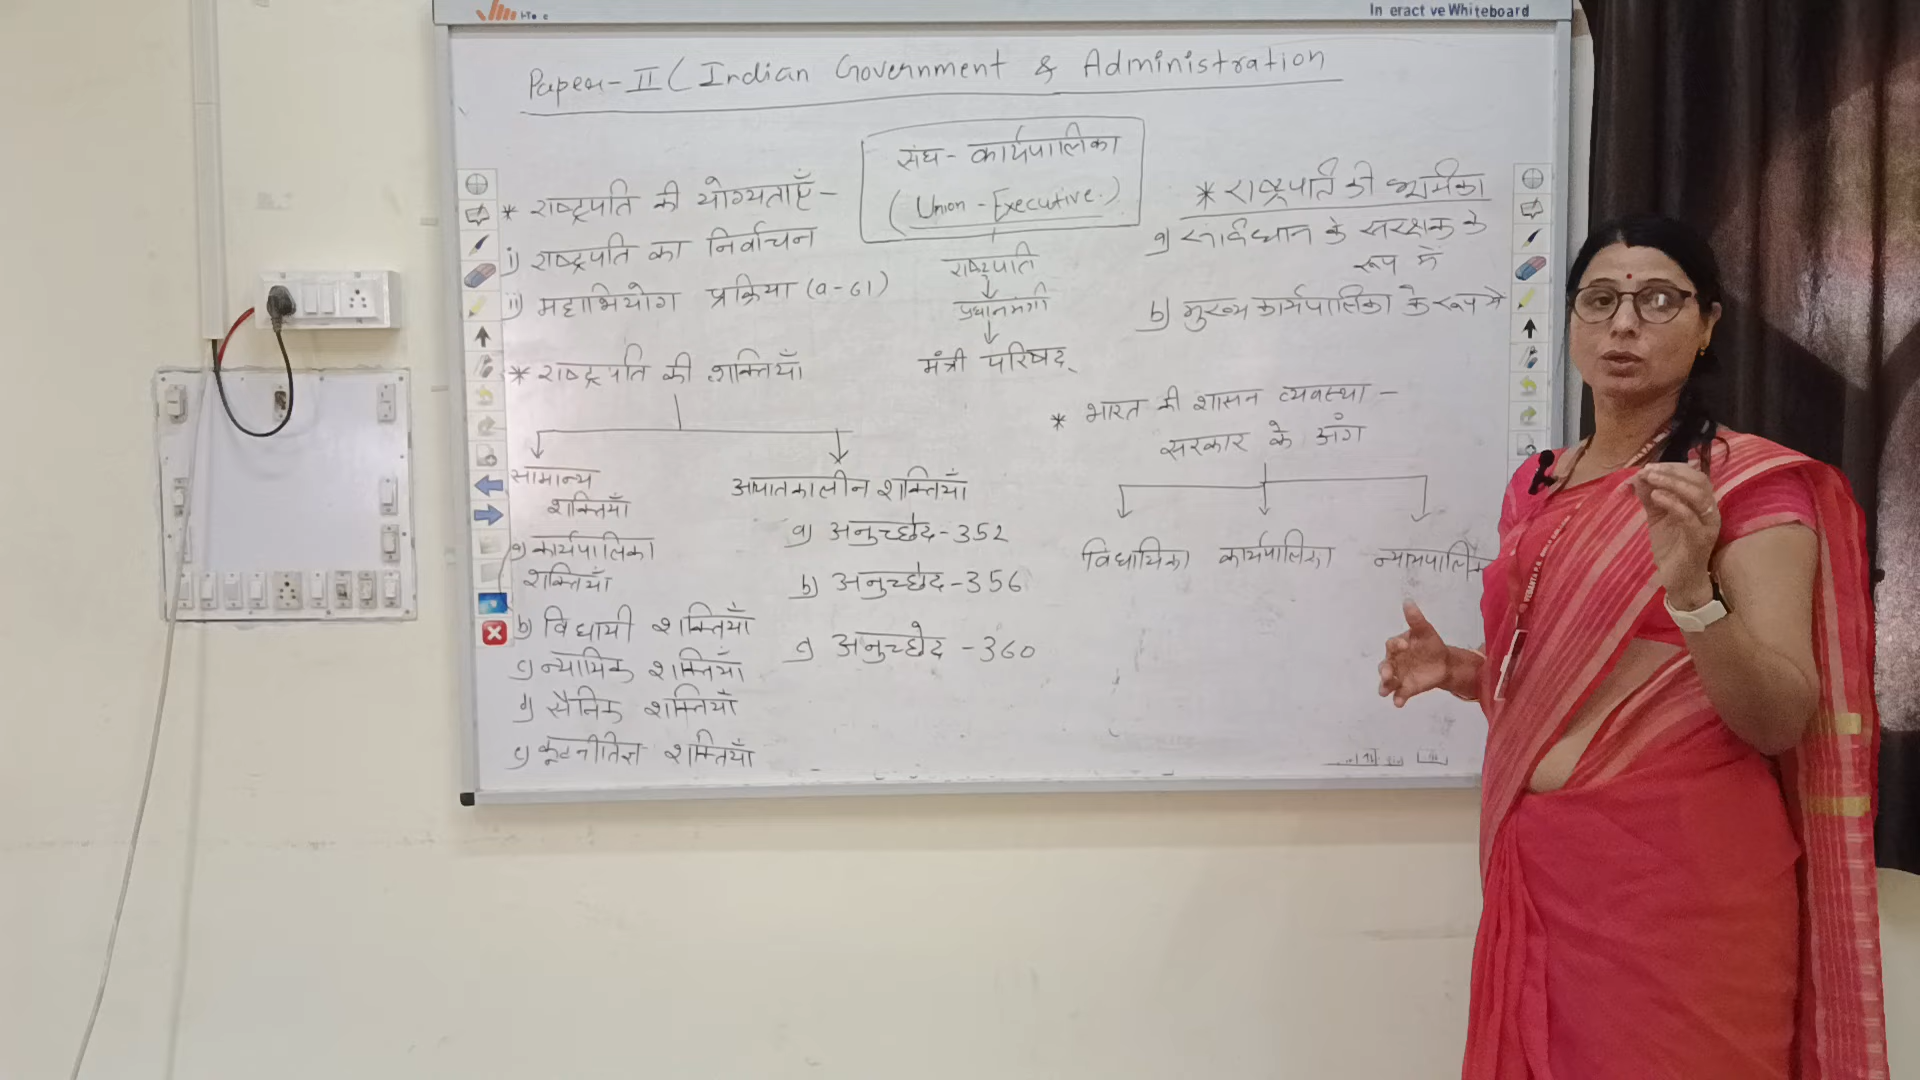 Interactive Whiteboard
Paper-II (Indian Government & Administration
संघ-कार्यपालिका
(Union-Executive.)
राष्ट्रपति
प्रधानमंत्री
मंत्री परिषद्
* राष्ट्रपति की योग्यताएँ-
i) राष्ट्रपति का निर्वाचन
ii) महाभियोग प्रक्रिया (a-61)
* राष्ट्रपति की शक्तियाँ
सामान्य
शक्तियाँ
a) कार्यपालिका
शक्तियाँ
b) विधायी शक्तियाँ
c) न्यायिक शक्तियाँ
d) सैनिक शक्तियाँ
e) कूटनीतिज्ञ शक्तियाँ
आपातकालीन शक्तियाँ
a) अनुच्छेद-352
b) अनुच्छेद-356
c) अनुच्छेद-360
* राष्ट्रपति की भूमिका
a) संविधान के संरक्षक के
रूप में
b) मुख्य कार्यपालिका के रूप में
* भारत की शासन व्यवस्था-
सरकार के अंग
विधायिका कार्यपालिका